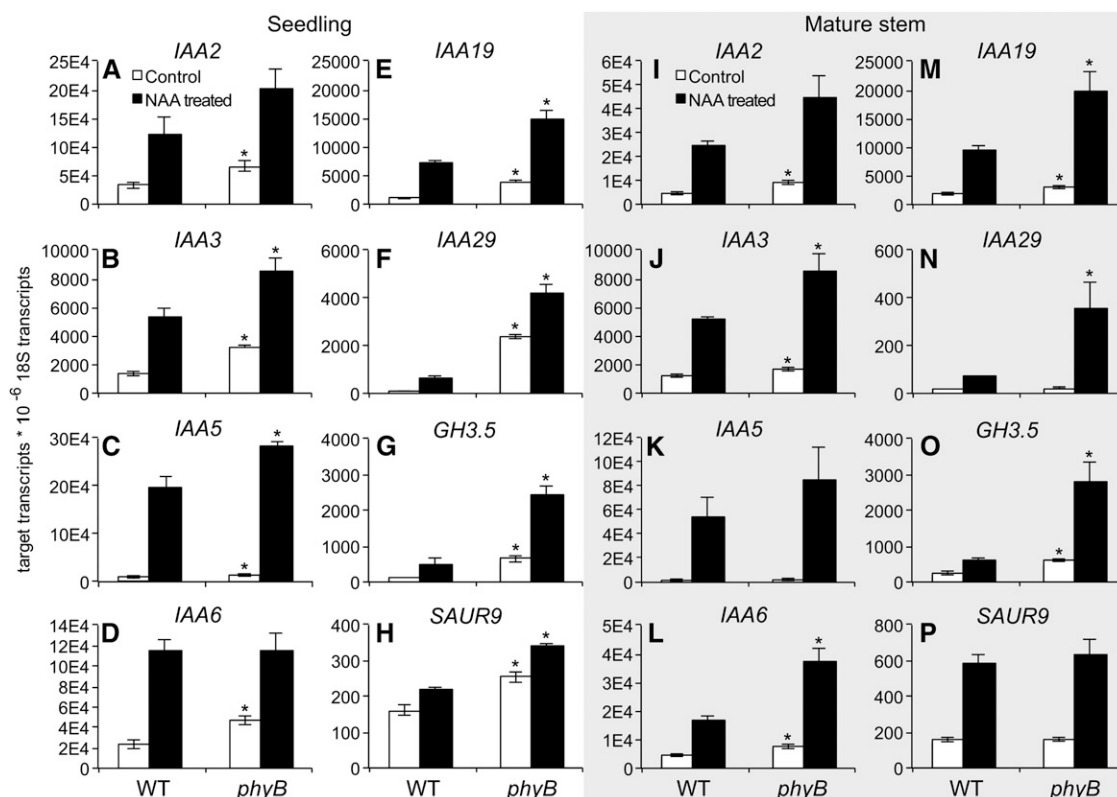 Seedling
Mature stem
target transcripts * 10 -6 18S transcripts
A
IAA2
Control
NAA treated
25E4
20E4
15E4
10E4
5E4
0
*
B
IAA3
10000
8000
6000
4000
2000
0
*
*
C
IAA5
30E4
20E4
10E4
0
*
*
D
IAA6
14E4
12E4
10E4
8E4
6E4
4E4
2E4
0
*
WT
phyB
E
IAA19
25000
20000
15000
10000
5000
0
*
*
F
IAA29
6000
4000
2000
0
*
*
G
GH3.5
4000
3000
2000
1000
0
*
*
H
SAUR9
400
300
200
100
0
*
*
WT
phyB
I
IAA2
Control
NAA treated
6E4
5E4
4E4
3E4
2E4
1E4
0
*
J
IAA3
10000
8000
6000
4000
2000
0
*
*
K
IAA5
12E4
10E4
8E4
6E4
4E4
2E4
0
L
IAA6
5E4
4E4
3E4
2E4
1E4
0
*
*
WT
phyB
M
IAA19
25000
20000
15000
10000
5000
0
*
*
N
IAA29
600
400
200
0
*
O
GH3.5
4000
3000
2000
1000
0
*
*
P
SAUR9
800
600
400
200
0
WT
phyB